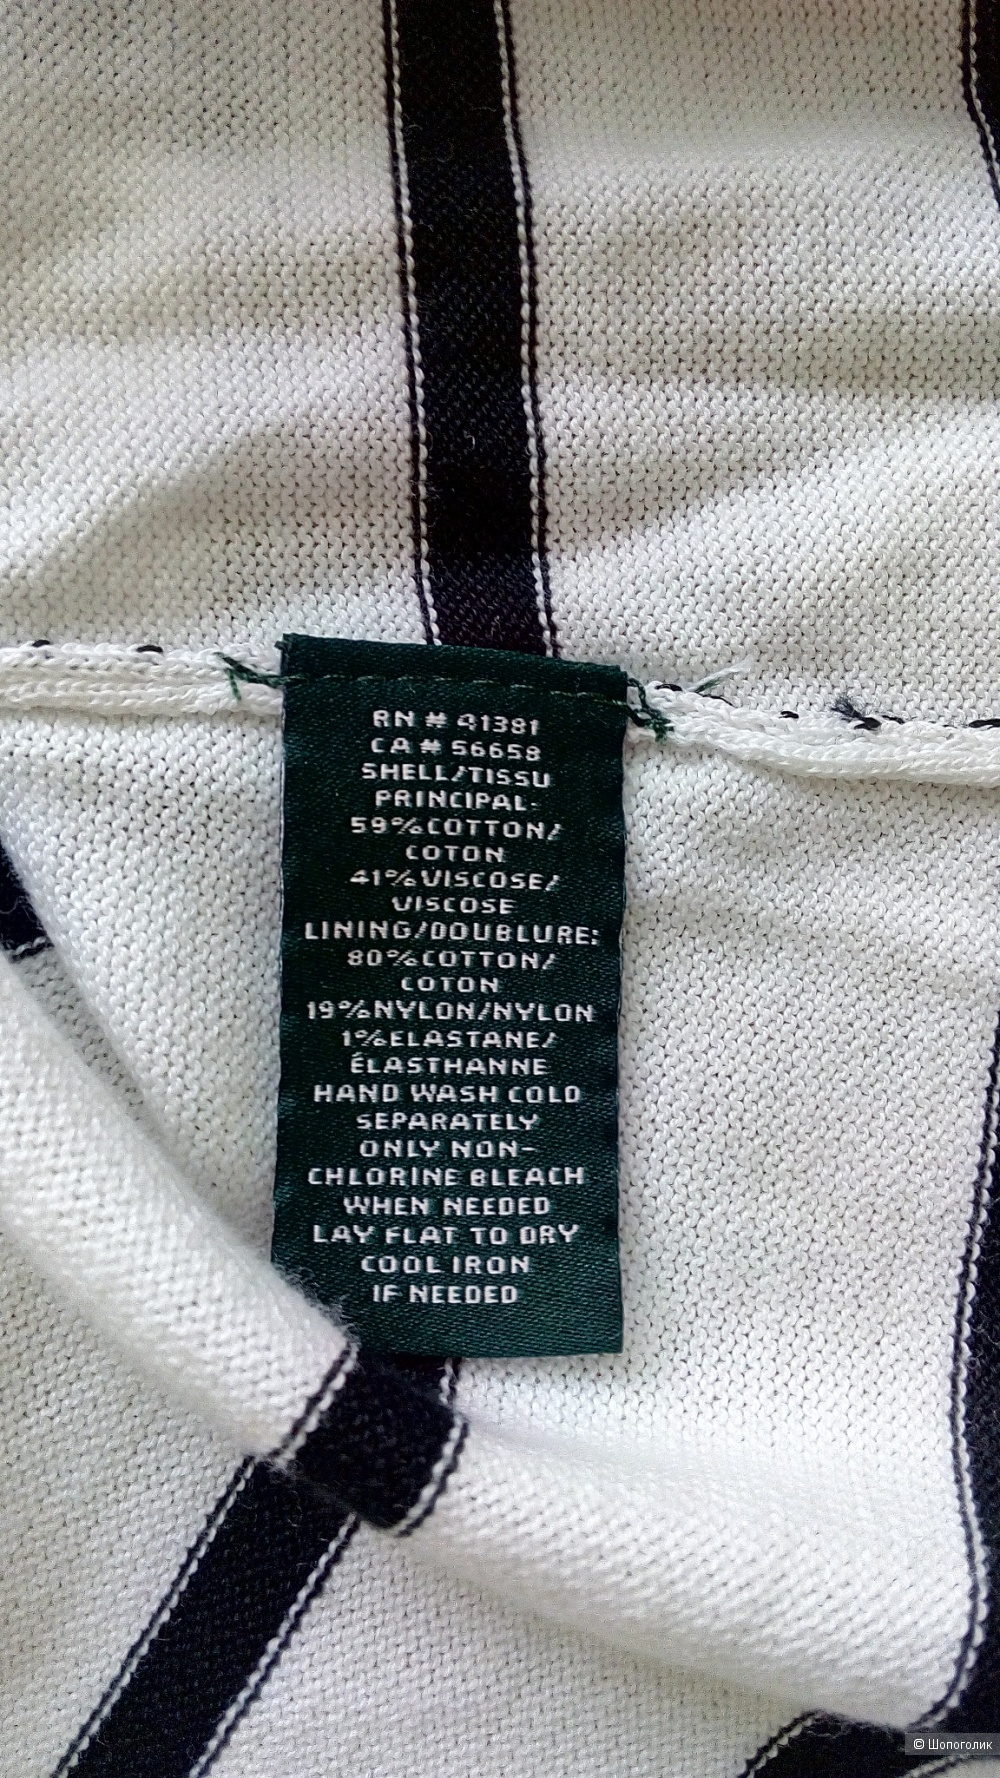 RN # 41381
CA # 56658
SHELL/TISSU
PRINCIPAL:
59%COTTON/
COTON
41%VISCOSE/
VISCOSE
LINING/DOUBLURE:
80%COTTON/
COTON
19%NYLON/NYLON
1%ELASTANE/
ÉLASTHANNE
HAND WASH COLD
SEPARATELY
ONLY NON-
CHLORINE BLEACH
WHEN NEEDED
LAY FLAT TO DRY
COOL IRON
IF NEEDED
© Шопоголик